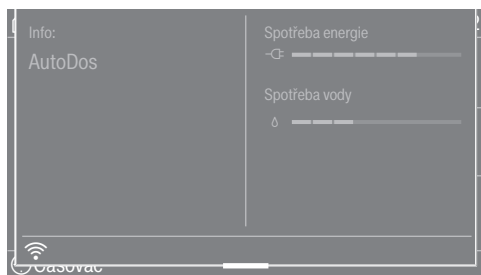 Info:
AutoDos
Spotřeba energie
Spotřeba vody
Časovač